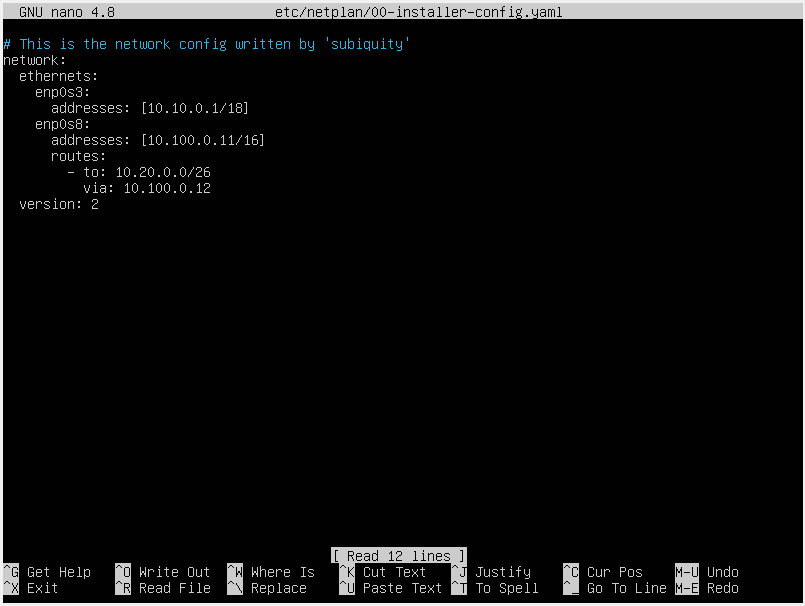 GNU nano 4.8 etc/netplan/00-installer-config.yaml
# This is the network config written by 'subiquity'
network:
  ethernets:
    enp0s3:
      addresses: [10.10.0.1/18]
    enp0s8:
      addresses: [10.100.0.11/16]
      routes:
        - to: 10.20.0.0/26
          via: 10.100.0.12
  version: 2
[ Read 12 lines ]
^G Get Help ^O Write Out ^W Where Is ^K Cut Text ^J Justify ^C Cur Pos M-U Undo
^X Exit ^R Read File ^\ Replace ^U Paste Text ^T To Spell ^_ Go To Line M-E Redo